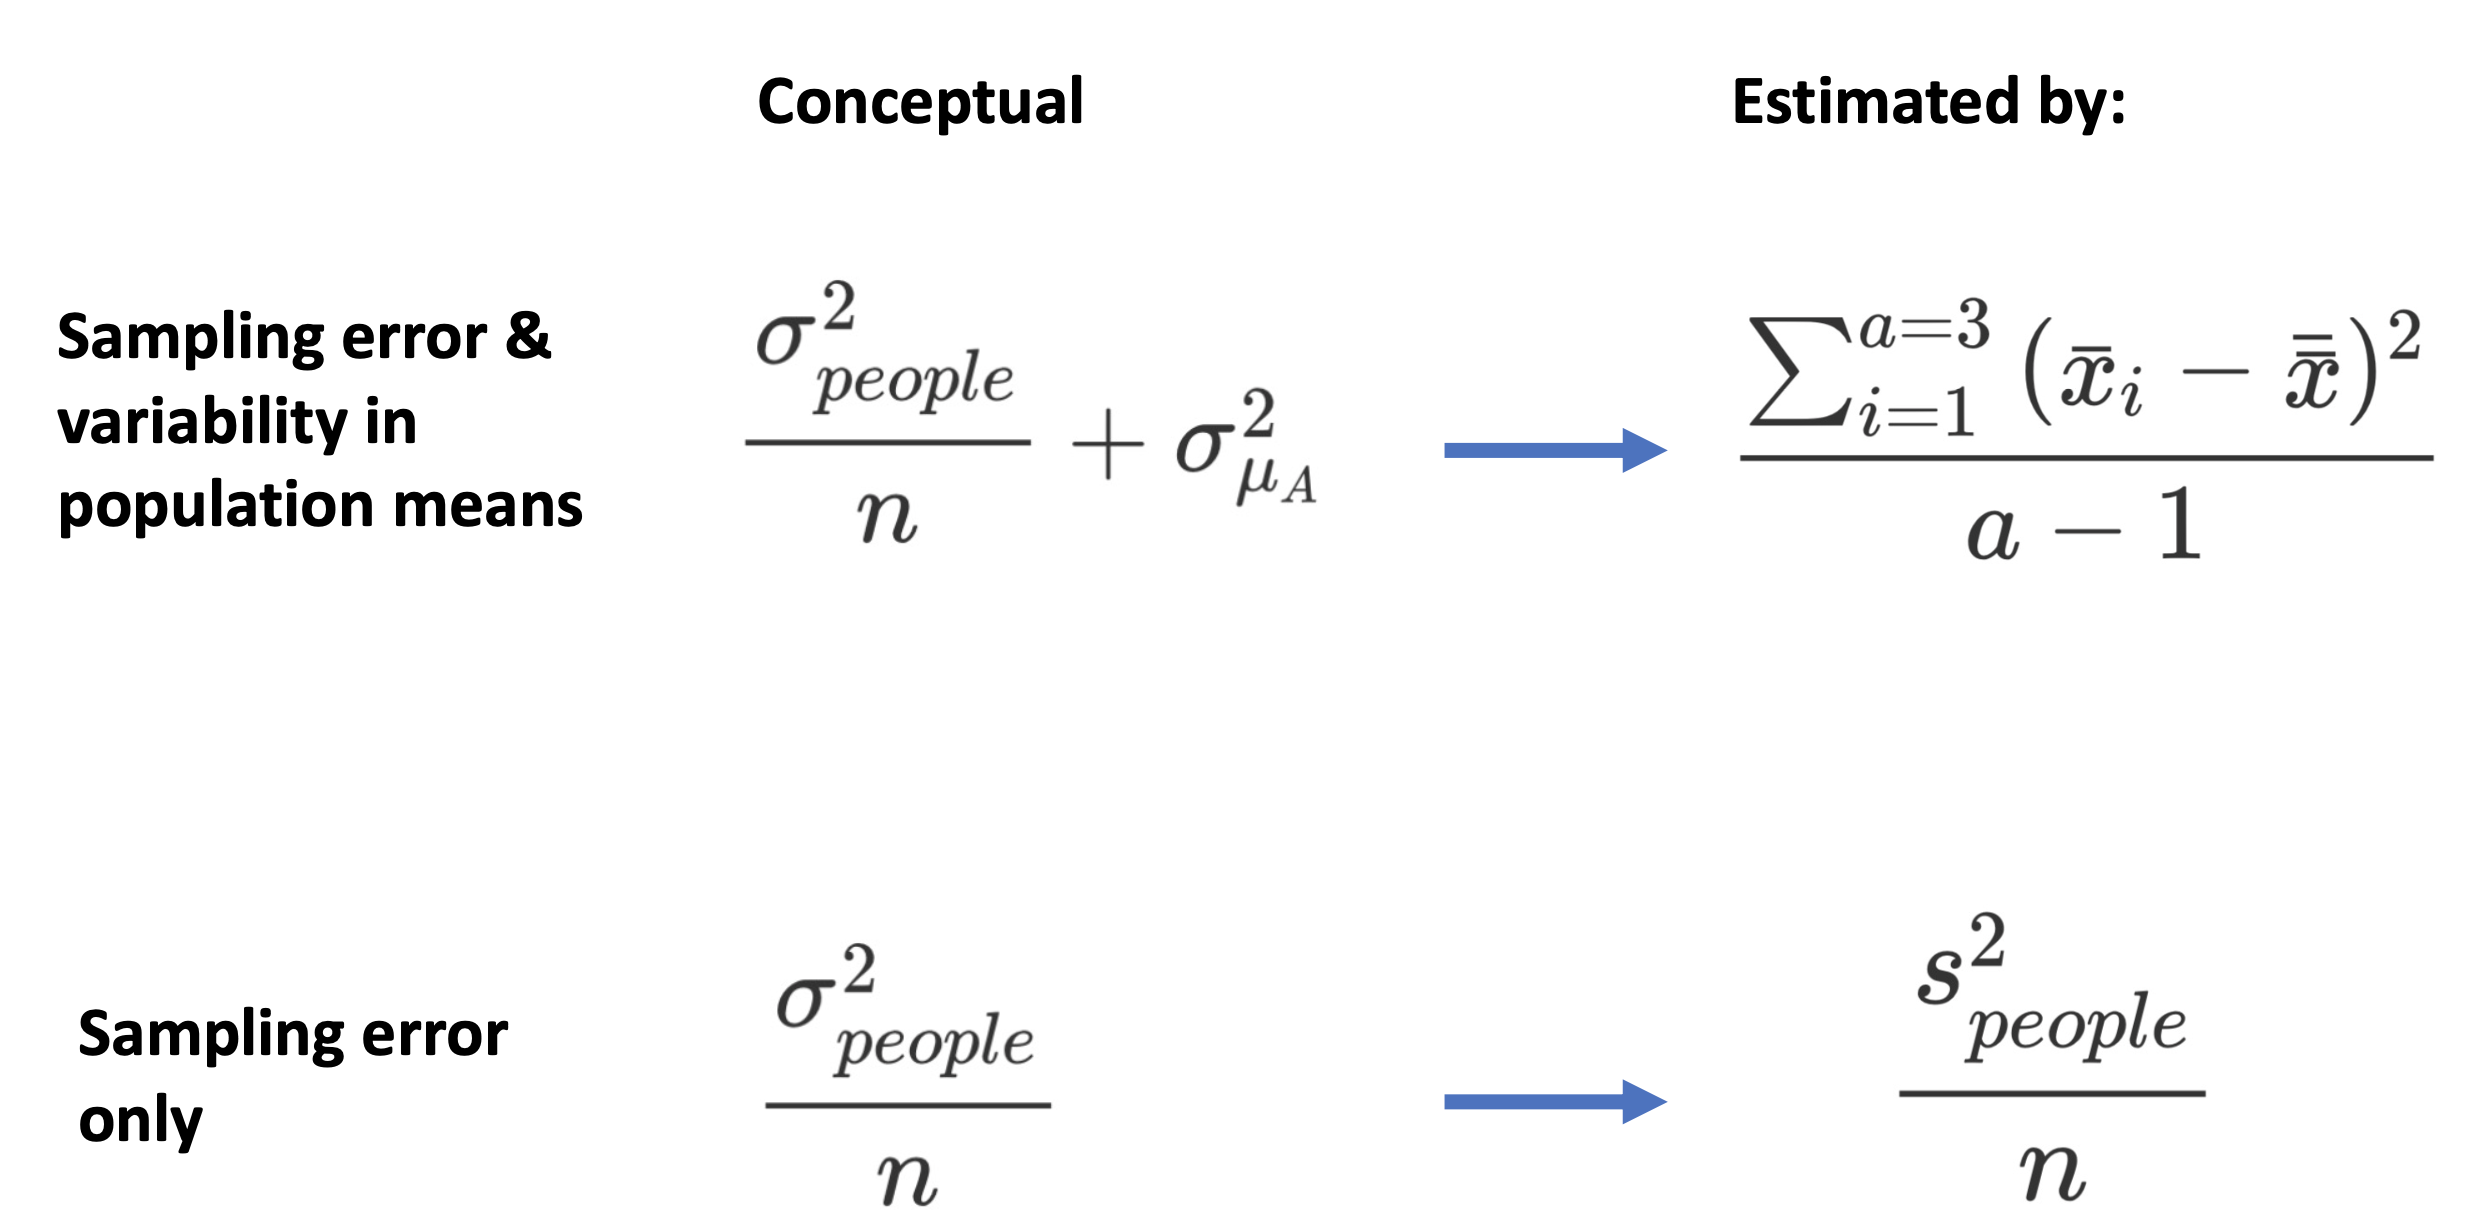 Conceptual Estimated by:
Sampling error &
variability in
population means
\frac{\sigma^2_{people}}{n} + \sigma^2_{\mu_A}
\frac{\sum_{i=1}^{a=3} (\bar{x}_i - \bar{\bar{\bar{x}}})^2}{a - 1}
Sampling error
only
\frac{\sigma^2_{people}}{n}
\frac{s^2_{people}}{n}